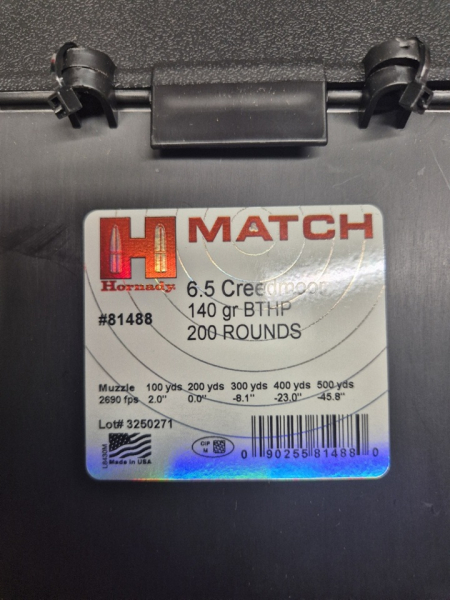 H MATCH
Hornady
6.5 Creedmoor
#81488
140 gr BTHP
200 ROUNDS
Muzzle 100 yds 200 yds 300 yds 400 yds 500 yds
2690 fps 2.0" 0.0" -8.1" -23.0" -45.8"
Lot# 3250271
CIP
M
Made in USA
0 90255 81488 0